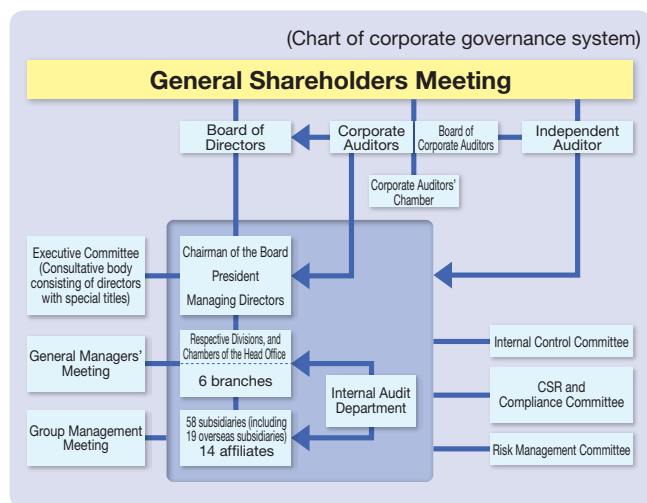 (Chart of corporate governance system)
General Shareholders Meeting
Board of
Directors
Corporate
Auditors
Board of
Corporate Auditors
Independent
Auditor
Corporate Auditors'
Chamber
Executive Committee
(Consultative body
consisting of directors
with special titles)
Chairman of the Board
President
Managing Directors
General Managers'
Meeting
Respective Divisions, and
Chambers of the Head Office
6 branches
Internal Audit
Department
Internal Control Committee
CSR and
Compliance Committee
Group Management
Meeting
58 subsidiaries (including
19 overseas subsidiaries)
14 affiliates
Risk Management Committee